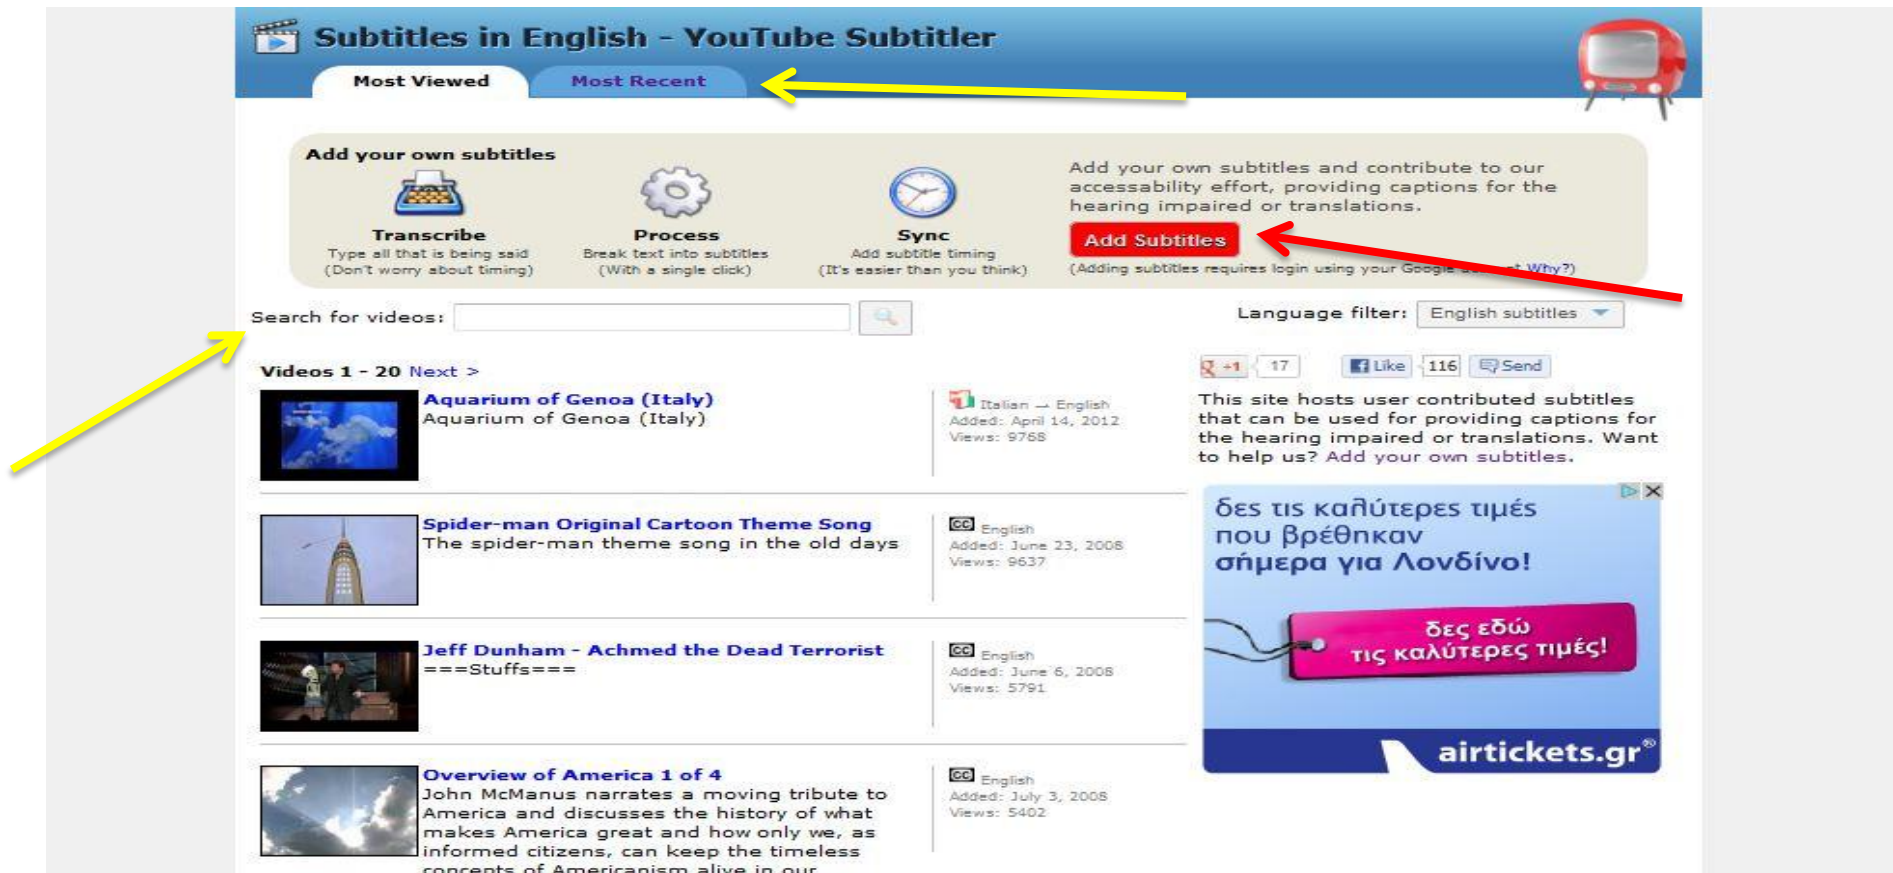 Subtitles in English - YouTube Subtitler
Most Viewed
Most Recent
Add your own subtitles
Transcribe
Type all that is being said
(Don't worry about timing)
Process
Break text into subtitles
(With a single click)
Sync
Add subtitle timing
(It's easier than you think)
Add your own subtitles and contribute to our
accessability effort, providing captions for the
hearing impaired or translations.
Add Subtitles
(Adding subtitles requires login using your Google Why?)
Search for videos:
Language filter: English subtitles
Videos 1 - 20 Next >
Aquarium of Genoa (Italy)
Aquarium of Genoa (Italy)
Italian → English
Added: April 14, 2012
Views: 9768
Spider-man Original Cartoon Theme Song
The spider-man theme song in the old days
CC English
Added: June 23, 2008
Views: 9637
Jeff Dunham - Achmed the Dead Terrorist
===Stuffs===
CC English
Added: June 6, 2008
Views: 5791
Overview of America 1 of 4
John McManus narrates a moving tribute to
America and discusses the history of what
makes America great and how only we, as
informed citizens, can keep the timeless
concepts of Americanism alive in our
CC English
Added: July 3, 2008
Views: 5402
+1 17 Like 116 Send
This site hosts user contributed subtitles
that can be used for providing captions for
the hearing impaired or translations. Want
to help us? Add your own subtitles.
δες τις καλύτερες τιμές
που βρέθηκαν
σήμερα για Λονδίνο!
δες εδώ
τις καλύτερες τιμές!
airtickets.gr®